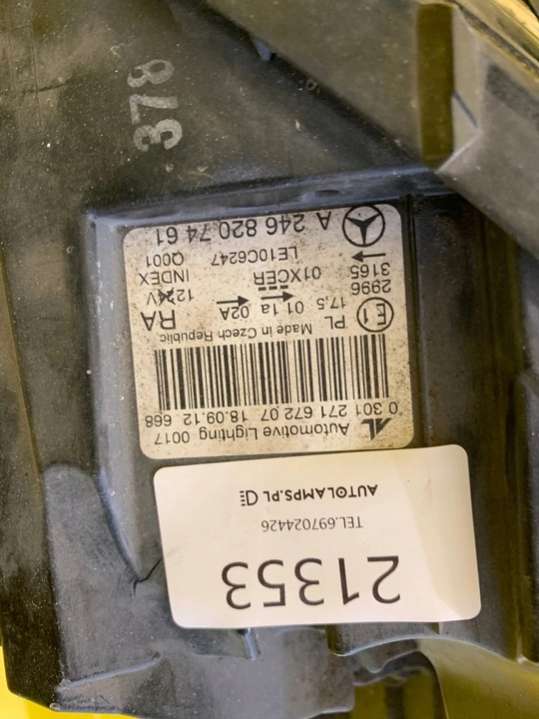 378
21353
TEL.697024426
AUTOLAMPS.PL
AL Automotive Lighting 0017
0 301 271 672 07 18.09.12 668
Made in Czech Republic
E1 PL 17.5 01 1a 02A RA
2996
3165 01XCER 12V INDEX
LE10C6247 Q001
A 246 820 74 61